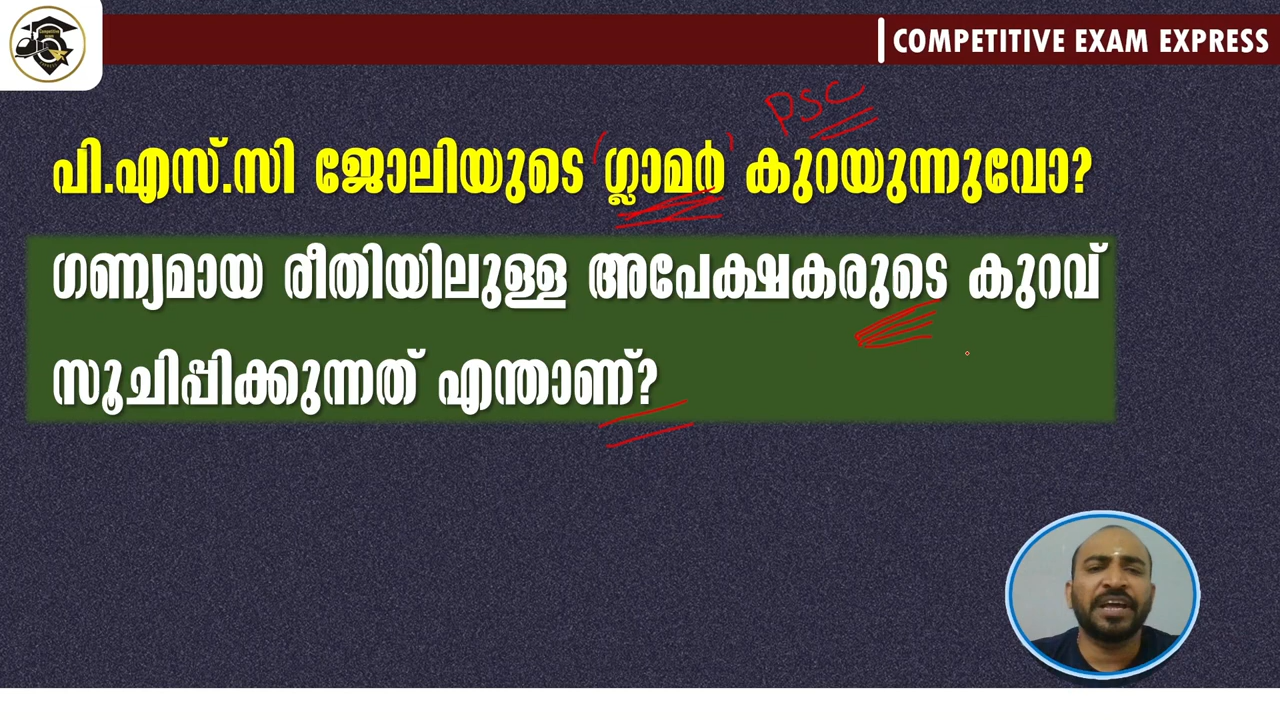 COMPETITIVE EXAM EXPRESS
PSC
പി.എസ്.സി ജോലിയുടെ 'ഗ്ലാമർ' കുറയുന്നുവോ?
ഗണ്യമായ രീതിയിലുള്ള അപേക്ഷകരുടെ കുറവ്
സൂചിപ്പിക്കുന്നത് എന്താണ്?